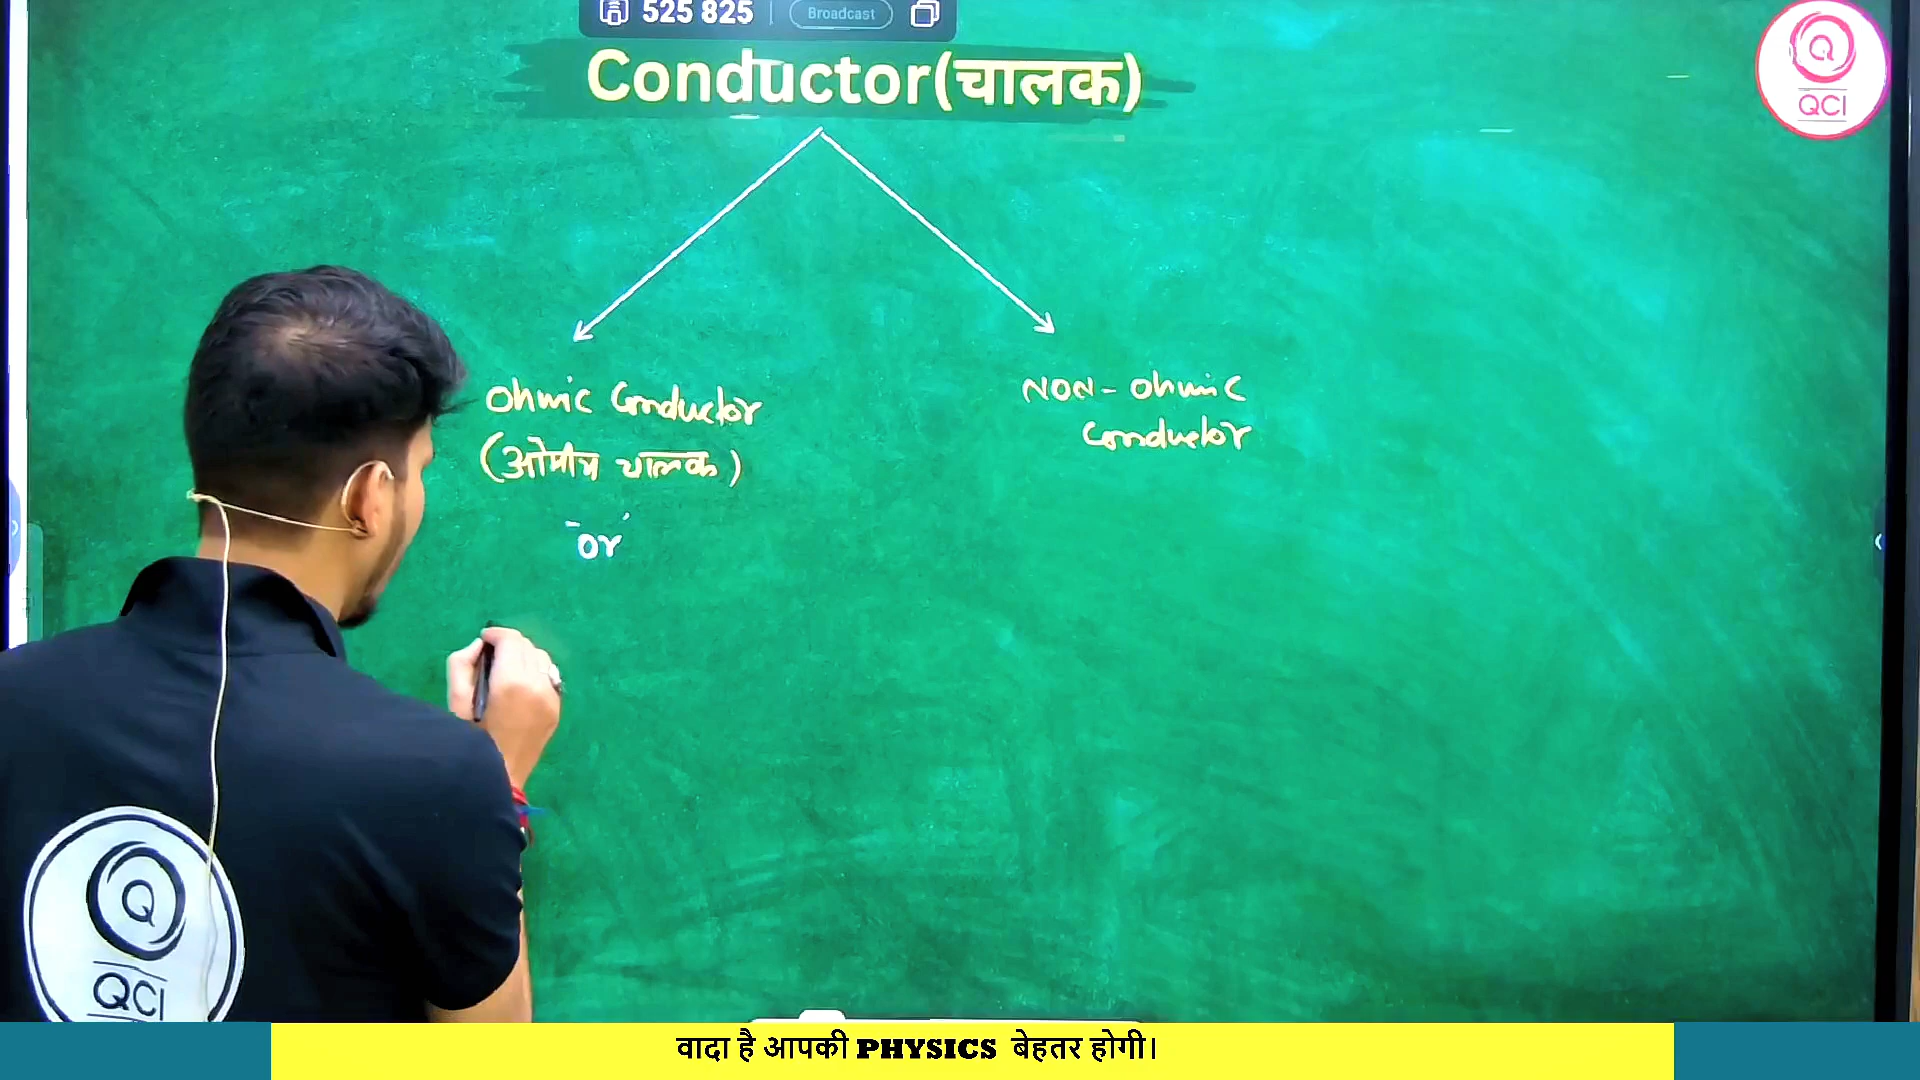 525 825 Broadcast
Conductor(चालक)
QCI
Ohmic Conductor
(ओमीय चालक)
or
NON-Ohmic
Conductor
QCI
वादा है आपकी PHYSICS बेहतर होगी।